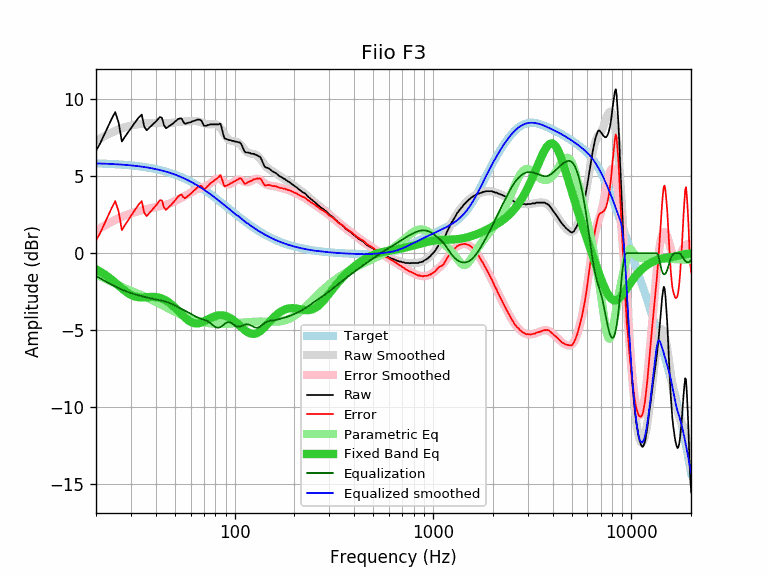 Fiio F3
Amplitude (dBr)
10
5
0
−5
−10
−15
Target
Raw Smoothed
Error Smoothed
Raw
Error
Parametric Eq
Fixed Band Eq
Equalization
Equalized smoothed
100
1000
10000
Frequency (Hz)